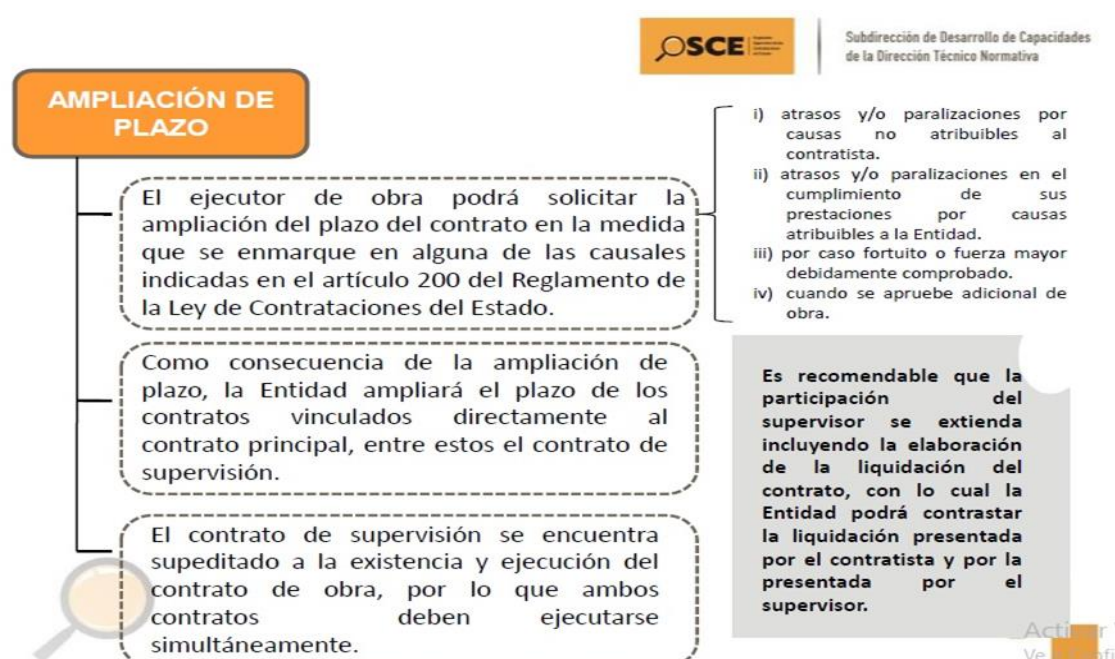 OSCE
Subdirección de Desarrollo de Capacidades
de la Dirección Técnico Normativa
AMPLIACIÓN DE
PLAZO
El ejecutor de obra podrá solicitar la
ampliación del plazo del contrato en la medida
que se enmarque en alguna de las causales
indicadas en el artículo 200 del Reglamento de
la Ley de Contrataciones del Estado.
i) atrasos y/o paralizaciones por
causas no atribuibles al
contratista.
ii) atrasos y/o paralizaciones en el
cumplimiento de sus
prestaciones por causas
atribuibles a la Entidad.
iii) por caso fortuito o fuerza mayor
debidamente comprobado.
iv) cuando se apruebe adicional de
obra.
Como consecuencia de la ampliación de
plazo, la Entidad ampliará el plazo de los
contratos vinculados directamente al
contrato principal, entre estos el contrato de
supervisión.
El contrato de supervisión se encuentra
supeditado a la existencia y ejecución del
contrato de obra, por lo que ambos
contratos deben ejecutarse
simultáneamente.
Es recomendable que la
participación del
supervisor se extienda
incluyendo la elaboración
de la liquidación del
contrato, con lo cual la
Entidad podrá contrastar
la liquidación presentada
por el contratista y por la
presentada por el
supervisor.